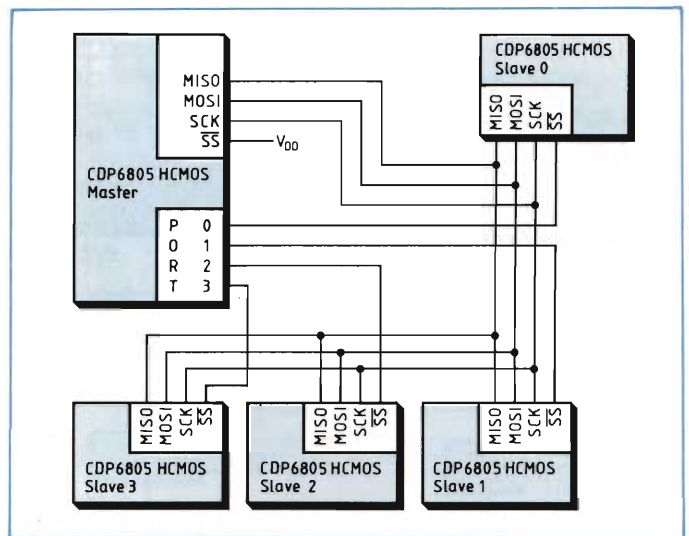 MISO
MOSI
SCK
SS
V_DD
CDP6805 HCMOS
Master
P 0
O 1
R 2
T 3
CDP6805 HCMOS
Slave 0
MISO
MOSI
SCK
SS
MISO
MOSI
SCK
SS
CDP6805 HCMOS
Slave 3
MISO
MOSI
SCK
SS
CDP6805 HCMOS
Slave 2
MISO
MOSI
SCK
SS
CDP6805 HCMOS
Slave 1